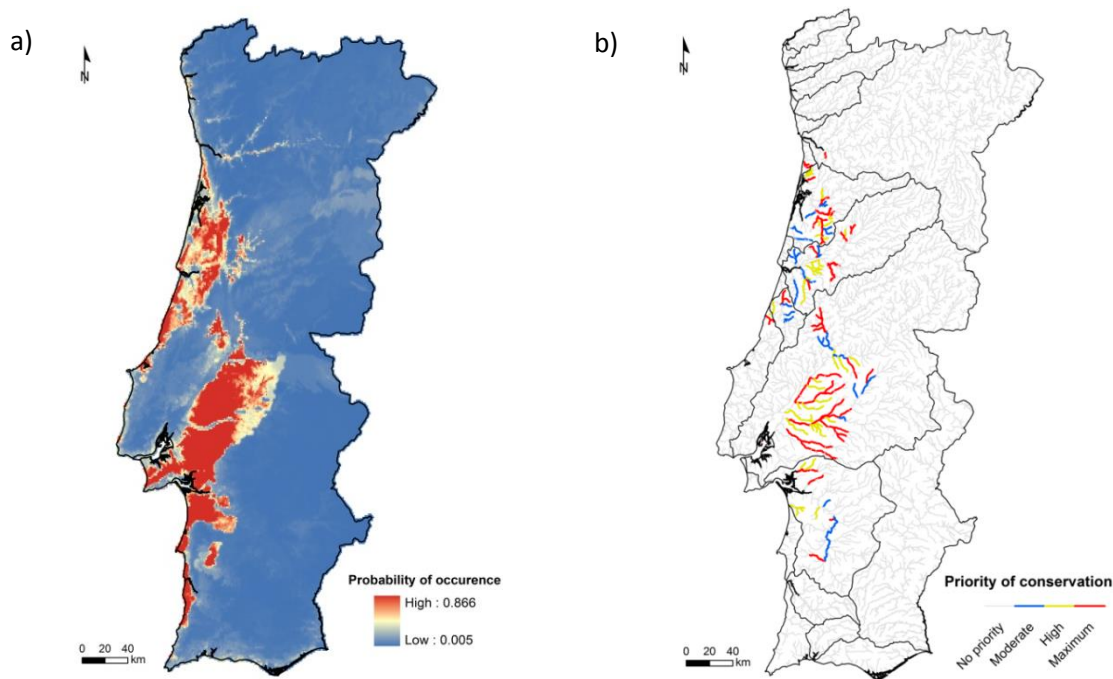 a)
N
Probability of occurence
High : 0.866
Low : 0.005
0 20 40
km
b)
N
Priority of conservation
No priority
Moderate
High
Maximum
0 20 40
km